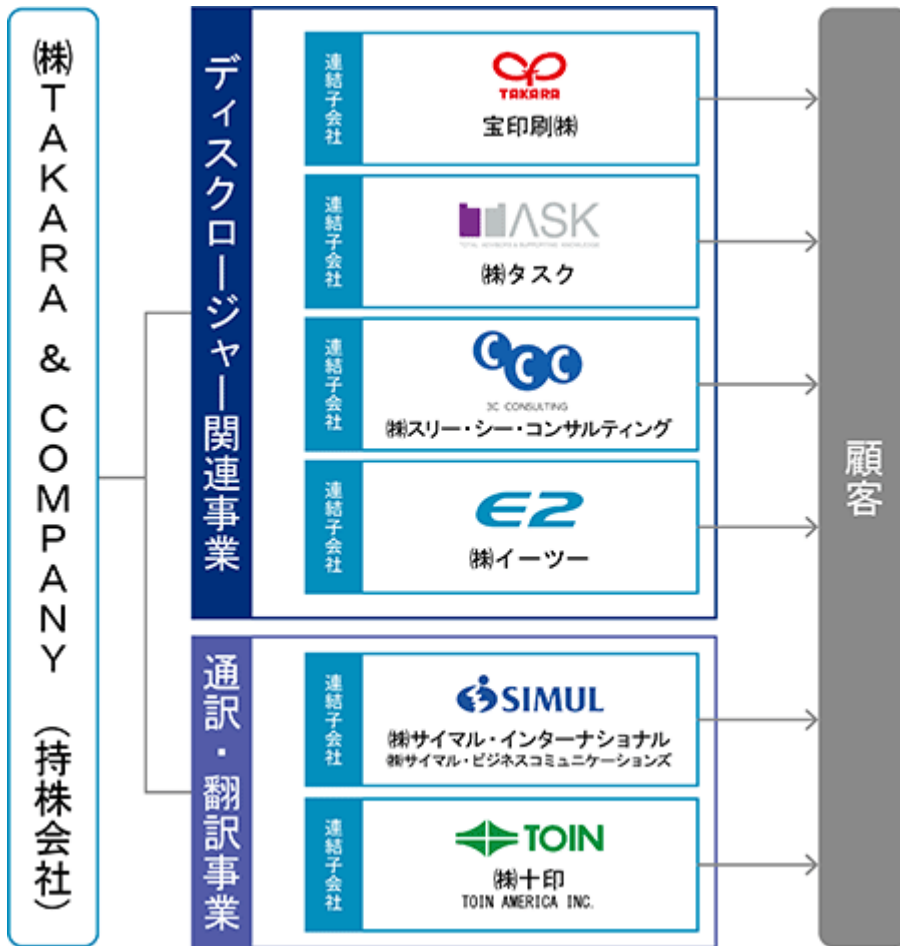 ㈱TAKARA & COMPANY (持株会社)
ディスクロージャー関連事業
連結子会社
TAKARA
宝印刷㈱
連結子会社
TASK
TOTAL ADVISORS & SUPPORTING KNOWLEDGE
㈱タスク
連結子会社
CCC
3C CONSULTING
㈱スリー・シー・コンサルティング
連結子会社
E2
㈱イーツー
通訳・翻訳事業
連結子会社
SIMUL
㈱サイマル・インターナショナル
㈱サイマル・ビジネスコミュニケーションズ
連結子会社
TOIN
㈱十印
TOIN AMERICA INC.
顧客